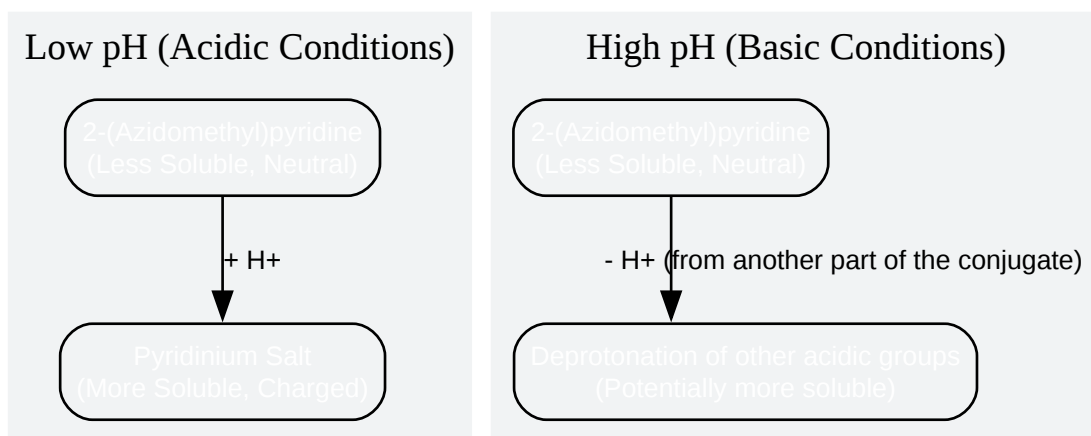 Low pH (Acidic Conditions)
2-(Azidomethyl)pyridine
(Less Soluble, Neutral)
+ H+
Pyridinium Salt
(More Soluble, Charged)
High pH (Basic Conditions)
2-(Azidomethyl)pyridine
(Less Soluble, Neutral)
- H+ (from another part of the conjugate)
Deprotonation of other acidic groups
(Potentially more soluble)